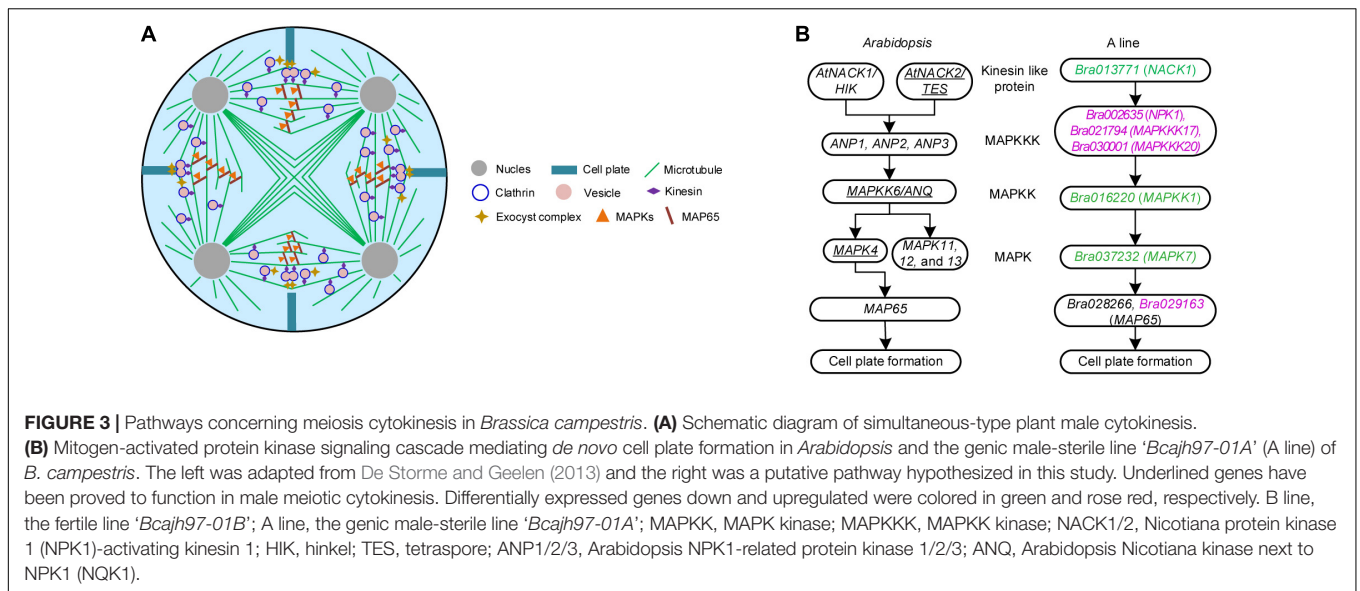 A
Nucles
Cell plate
Microtubule
Clathrin
Vesicle
Kinesin
Exocyst complex
MAPKs
MAP65
B
Arabidopsis
A line
AtNACK1/
HIK
AtNACK2/
TES
Kinesin like
protein
Bra013771 (NACK1)
ANP1, ANP2, ANP3
MAPKKK
Bra002635 (NPK1),
Bra021794 (MAPKKK17),
Bra030001 (MAPKKK20)
MAPKK6/ANQ
MAPKK
Bra016220 (MAPKK1)
MAPK4
MAPK11,
12, and 13
MAPK
Bra037232 (MAPK7)
MAP65
Bra028266, Bra029163
(MAP65)
Cell plate formation
Cell plate formation
FIGURE 3 | Pathways concerning meiosis cytokinesis in Brassica campestris. (A) Schematic diagram of simultaneous-type plant male cytokinesis.
(B) Mitogen-activated protein kinase signaling cascade mediating de novo cell plate formation in Arabidopsis and the genic male-sterile line ‘Bcajh97-01A’ (A line) of
B. campestris. The left was adapted from De Storme and Geelen (2013) and the right was a putative pathway hypothesized in this study. Underlined genes have
been proved to function in male meiotic cytokinesis. Differentially expressed genes down and upregulated were colored in green and rose red, respectively. B line,
the fertile line ‘Bcajh97-01B’; A line, the genic male-sterile line ‘Bcajh97-01A’; MAPKK, MAPK kinase; MAPKKK, MAPKK kinase; NACK1/2, Nicotiana protein kinase
1 (NPK1)-activating kinesin 1; HIK, hinkel; TES, tetraspore; ANP1/2/3, Arabidopsis NPK1-related protein kinase 1/2/3; ANQ, Arabidopsis Nicotiana kinase next to
NPK1 (NQK1).